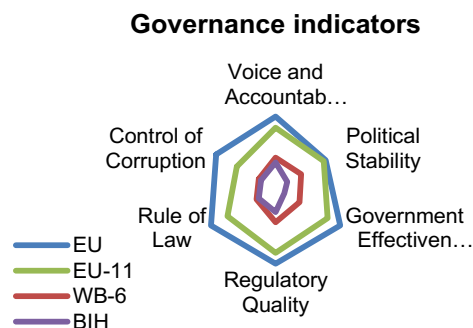 Governance indicators
Voice and
Accountab…
Control of
Corruption
Political
Stability
Rule of
Law
Government
Effectiven…
Regulatory
Quality
EU
EU-11
WB-6
BIH